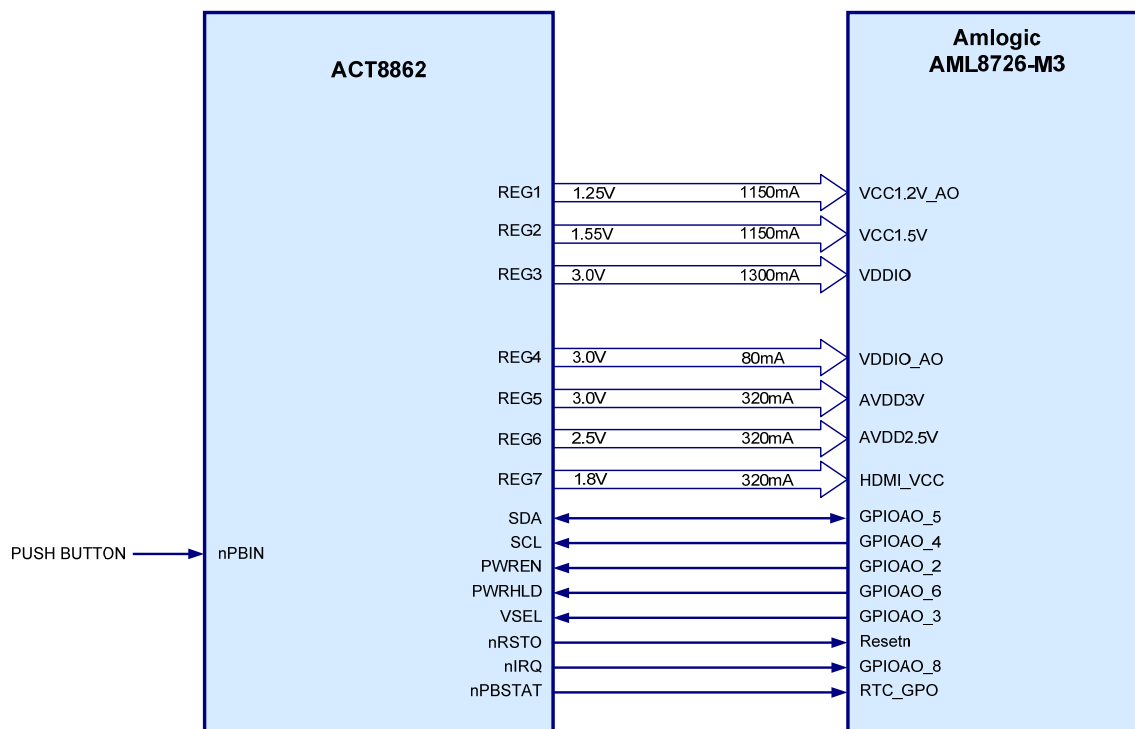 ACT8862
Amlogic
AML8726-M3
REG1 1.25V 1150mA VCC1.2V_AO
REG2 1.55V 1150mA VCC1.5V
REG3 3.0V 1300mA VDDIO
REG4 3.0V 80mA VDDIO_AO
REG5 3.0V 320mA AVDD3V
REG6 2.5V 320mA AVDD2.5V
REG7 1.8V 320mA HDMI_VCC
SDA GPIOAO_5
SCL GPIOAO_4
PUSH BUTTON nPBIN
PWREN GPIOAO_2
PWRHLD GPIOAO_6
VSEL GPIOAO_3
nRSTO Resetn
nIRQ GPIOAO_8
nPBSTAT RTC_GPO